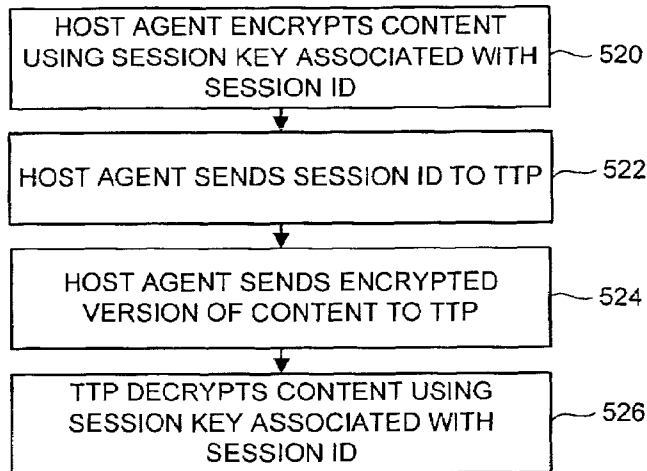 HOST AGENT ENCRYPTS CONTENT
USING SESSION KEY ASSOCIATED WITH
SESSION ID
520
HOST AGENT SENDS SESSION ID TO TTP
522
HOST AGENT SENDS ENCRYPTED
VERSION OF CONTENT TO TTP
524
TTP DECRYPTS CONTENT USING
SESSION KEY ASSOCIATED WITH
SESSION ID
526